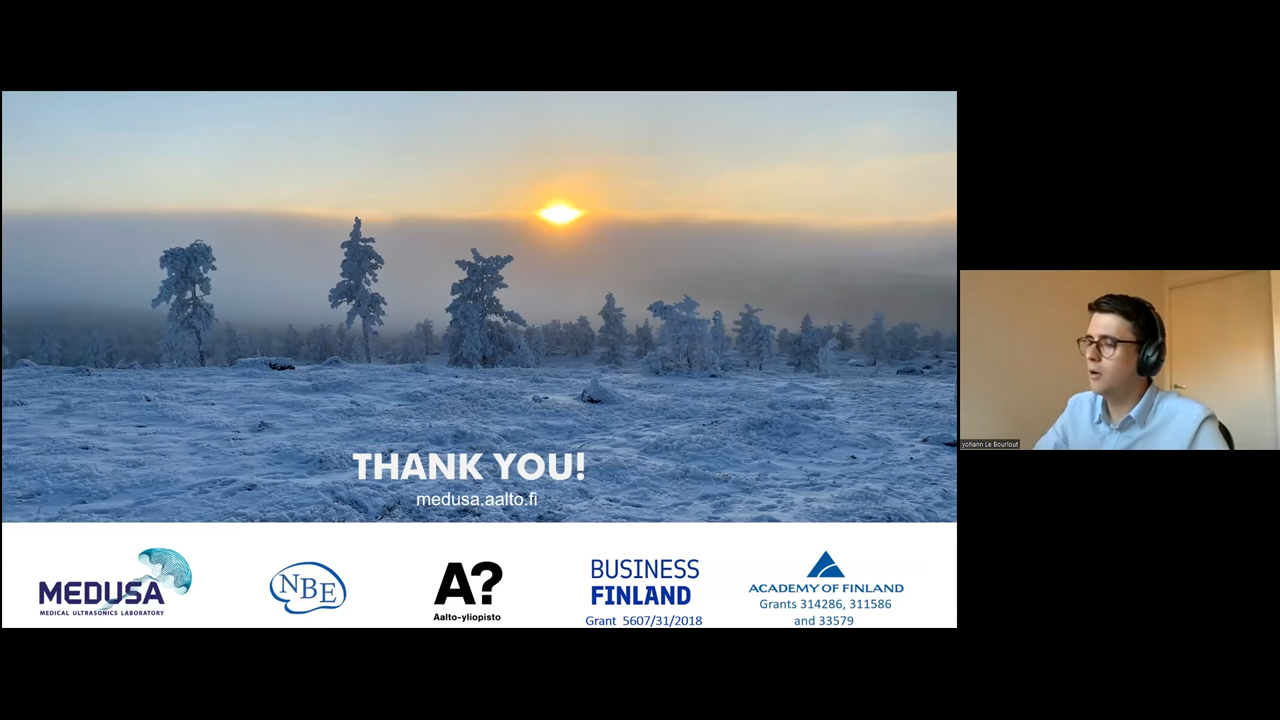 THANK YOU!
medusa.aalto.fi
MEDUSA
MEDICAL ULTRASONICS LABORATORY
NBE
A?
Aalto-yliopisto
BUSINESS
FINLAND
Grant 5607/31/2018
ACADEMY OF FINLAND
Grants 314286, 311586
and 33579
yohann Le Bourlout